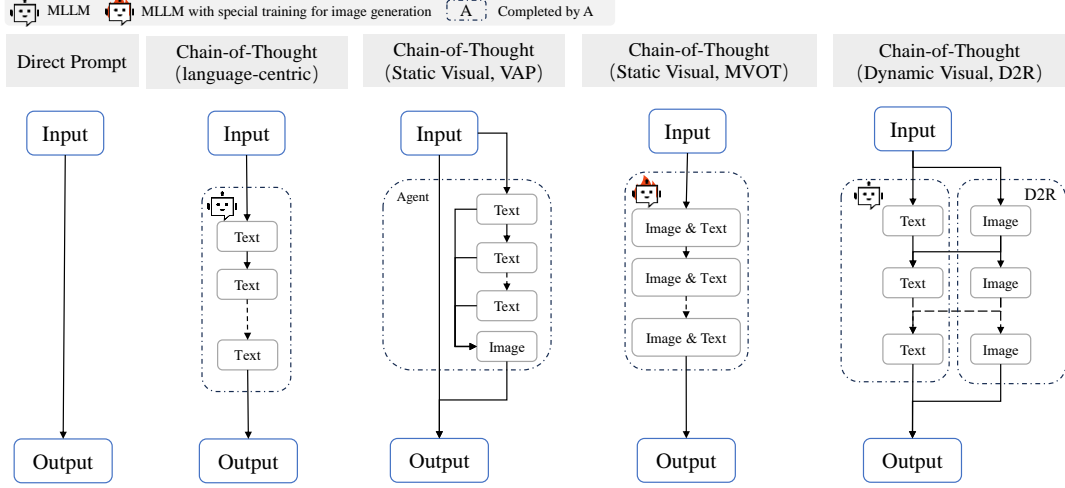 MLLM
MLLM with special training for image generation
A
Completed by A
Direct Prompt
Chain-of-Thought
(language-centric)
Chain-of-Thought
(Static Visual, VAP)
Chain-of-Thought
(Static Visual, MVOT)
Chain-of-Thought
(Dynamic Visual, D2R)
Input
Output
Input
Text
Text
Text
Output
Input
Agent
Text
Text
Text
Image
Output
Input
Image & Text
Image & Text
Image & Text
Output
Input
D2R
Text
Image
Text
Image
Text
Image
Output